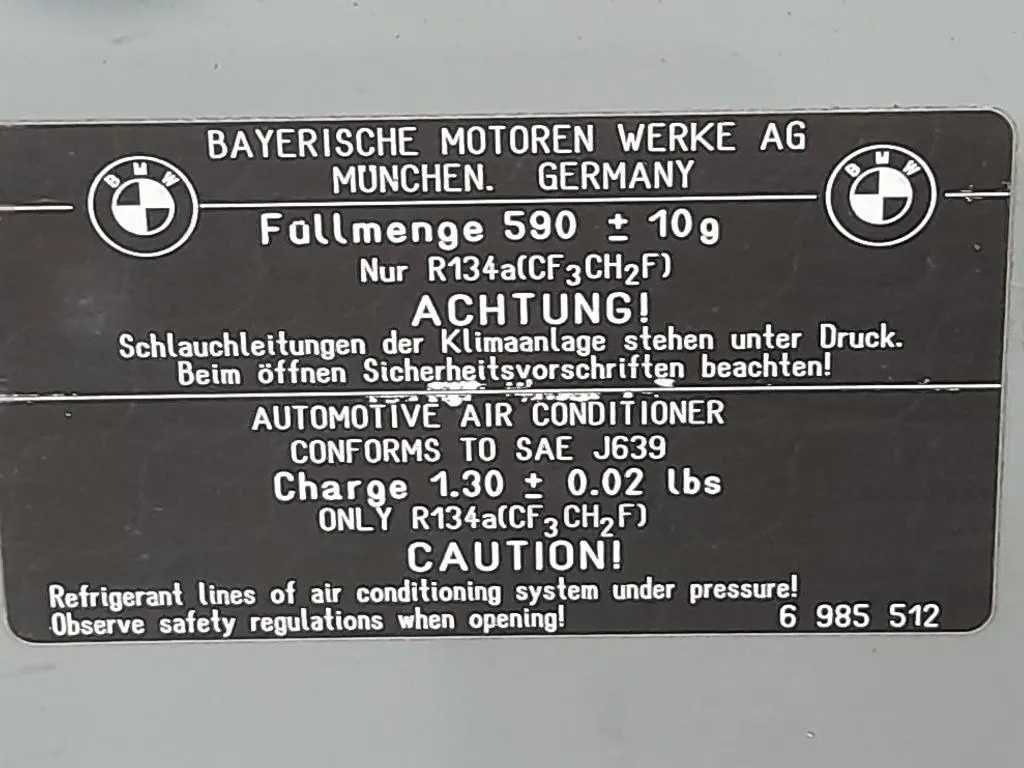 BAYERISCHE MOTOREN WERKE AG
MÜNCHEN. GERMANY
BMW
BMW
Füllmenge 590 ± 10g
Nur R134a(CF₃CH₂F)
ACHTUNG!
Schlauchleitungen der Klimaanlage stehen unter Druck.
Beim öffnen Sicherheitsvorschriften beachten!
AUTOMOTIVE AIR CONDITIONER
CONFORMS TO SAE J639
Charge 1.30 ± 0.02 lbs
ONLY R134a(CF₃CH₂F)
CAUTION!
Refrigerant lines of air conditioning system under pressure!
Observe safety regulations when opening!
6 985 512